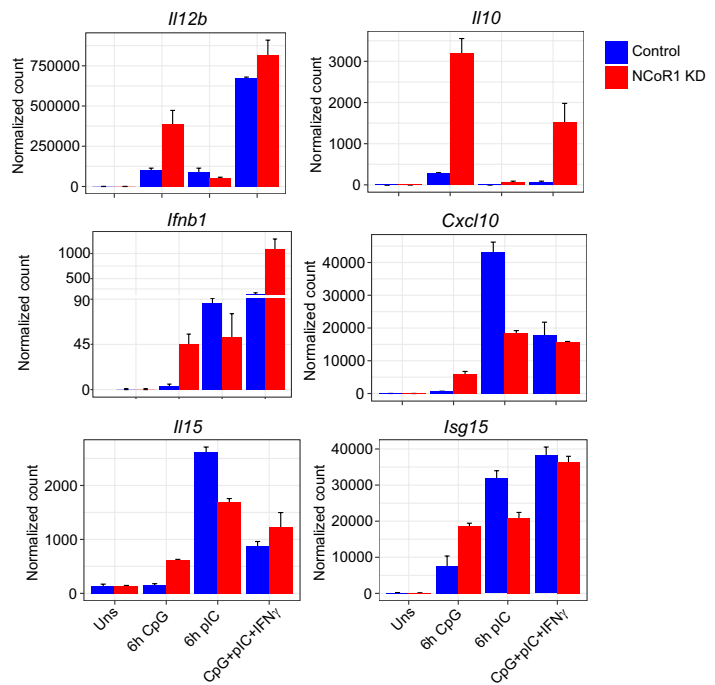 Il12b
Normalized count
750000
500000
250000
0
Il10
Normalized count
3000
2000
1000
0
Control
NCoR1 KD
Ifnb1
Normalized count
1000
500
90
45
0
Cxcl10
Normalized count
40000
30000
20000
10000
0
Il15
Normalized count
2000
1000
0
Uns
6h CpG
6h pIC
CpG+pIC+IFNγ
Isg15
Normalized count
40000
30000
20000
10000
0
Uns
6h CpG
6h pIC
CpG+pIC+IFNγ